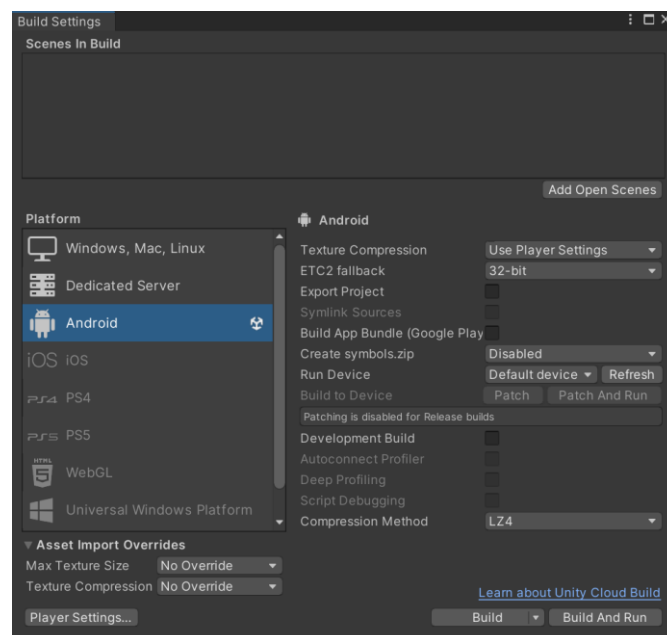 Build Settings
Scenes In Build
Add Open Scenes
Platform
Windows, Mac, Linux
Dedicated Server
Android
iOS iOS
PS4 PS4
PS5 PS5
HTML 5 WebGL
Universal Windows Platform
Android
Texture Compression Use Player Settings
ETC2 fallback 32-bit
Export Project
Symlink Sources
Build App Bundle (Google Play
Create symbols.zip Disabled
Run Device Default device Refresh
Build to Device Patch Patch And Run
Patching is disabled for Release builds
Development Build
Autoconnect Profiler
Deep Profiling
Script Debugging
Compression Method LZ4
Asset Import Overrides
Max Texture Size No Override
Texture Compression No Override
Learn about Unity Cloud Build
Player Settings... Build Build And Run